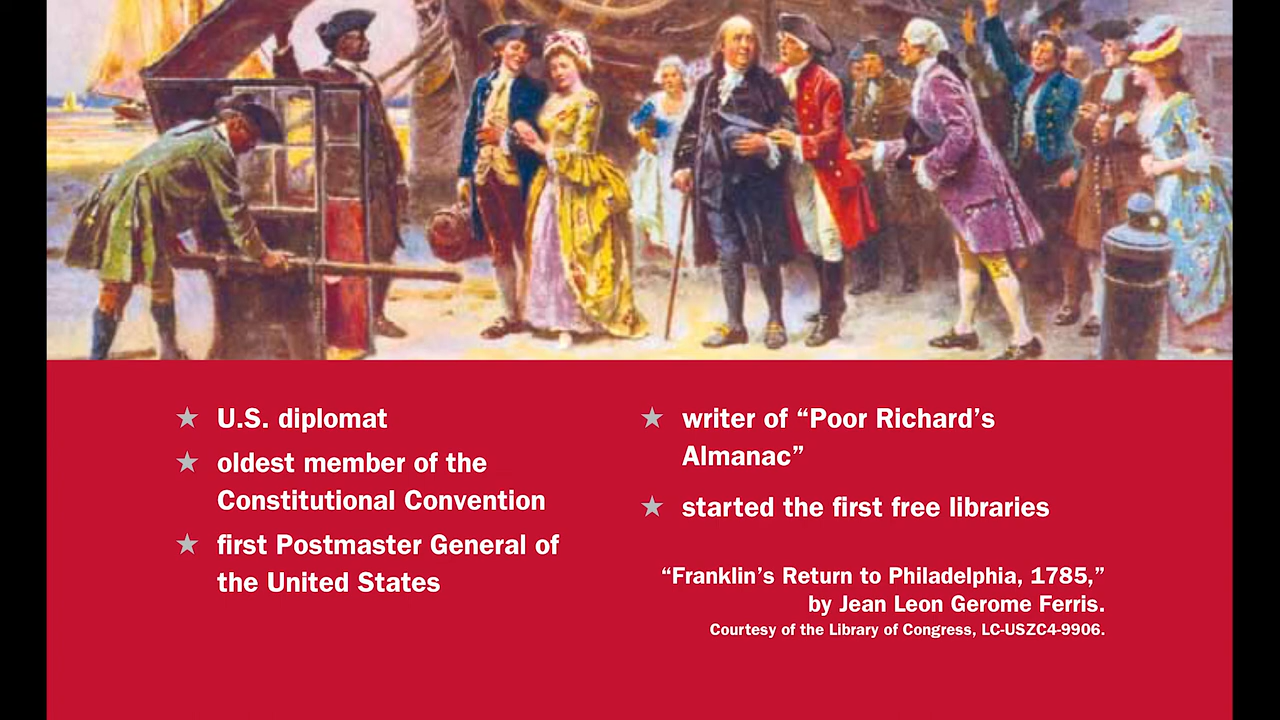 ★ U.S. diplomat
★ oldest member of the
Constitutional Convention
★ first Postmaster General of
the United States
★ writer of “Poor Richard’s
Almanac”
★ started the first free libraries
“Franklin’s Return to Philadelphia, 1785,”
by Jean Leon Gerome Ferris.
Courtesy of the Library of Congress, LC-USZC4-9906.